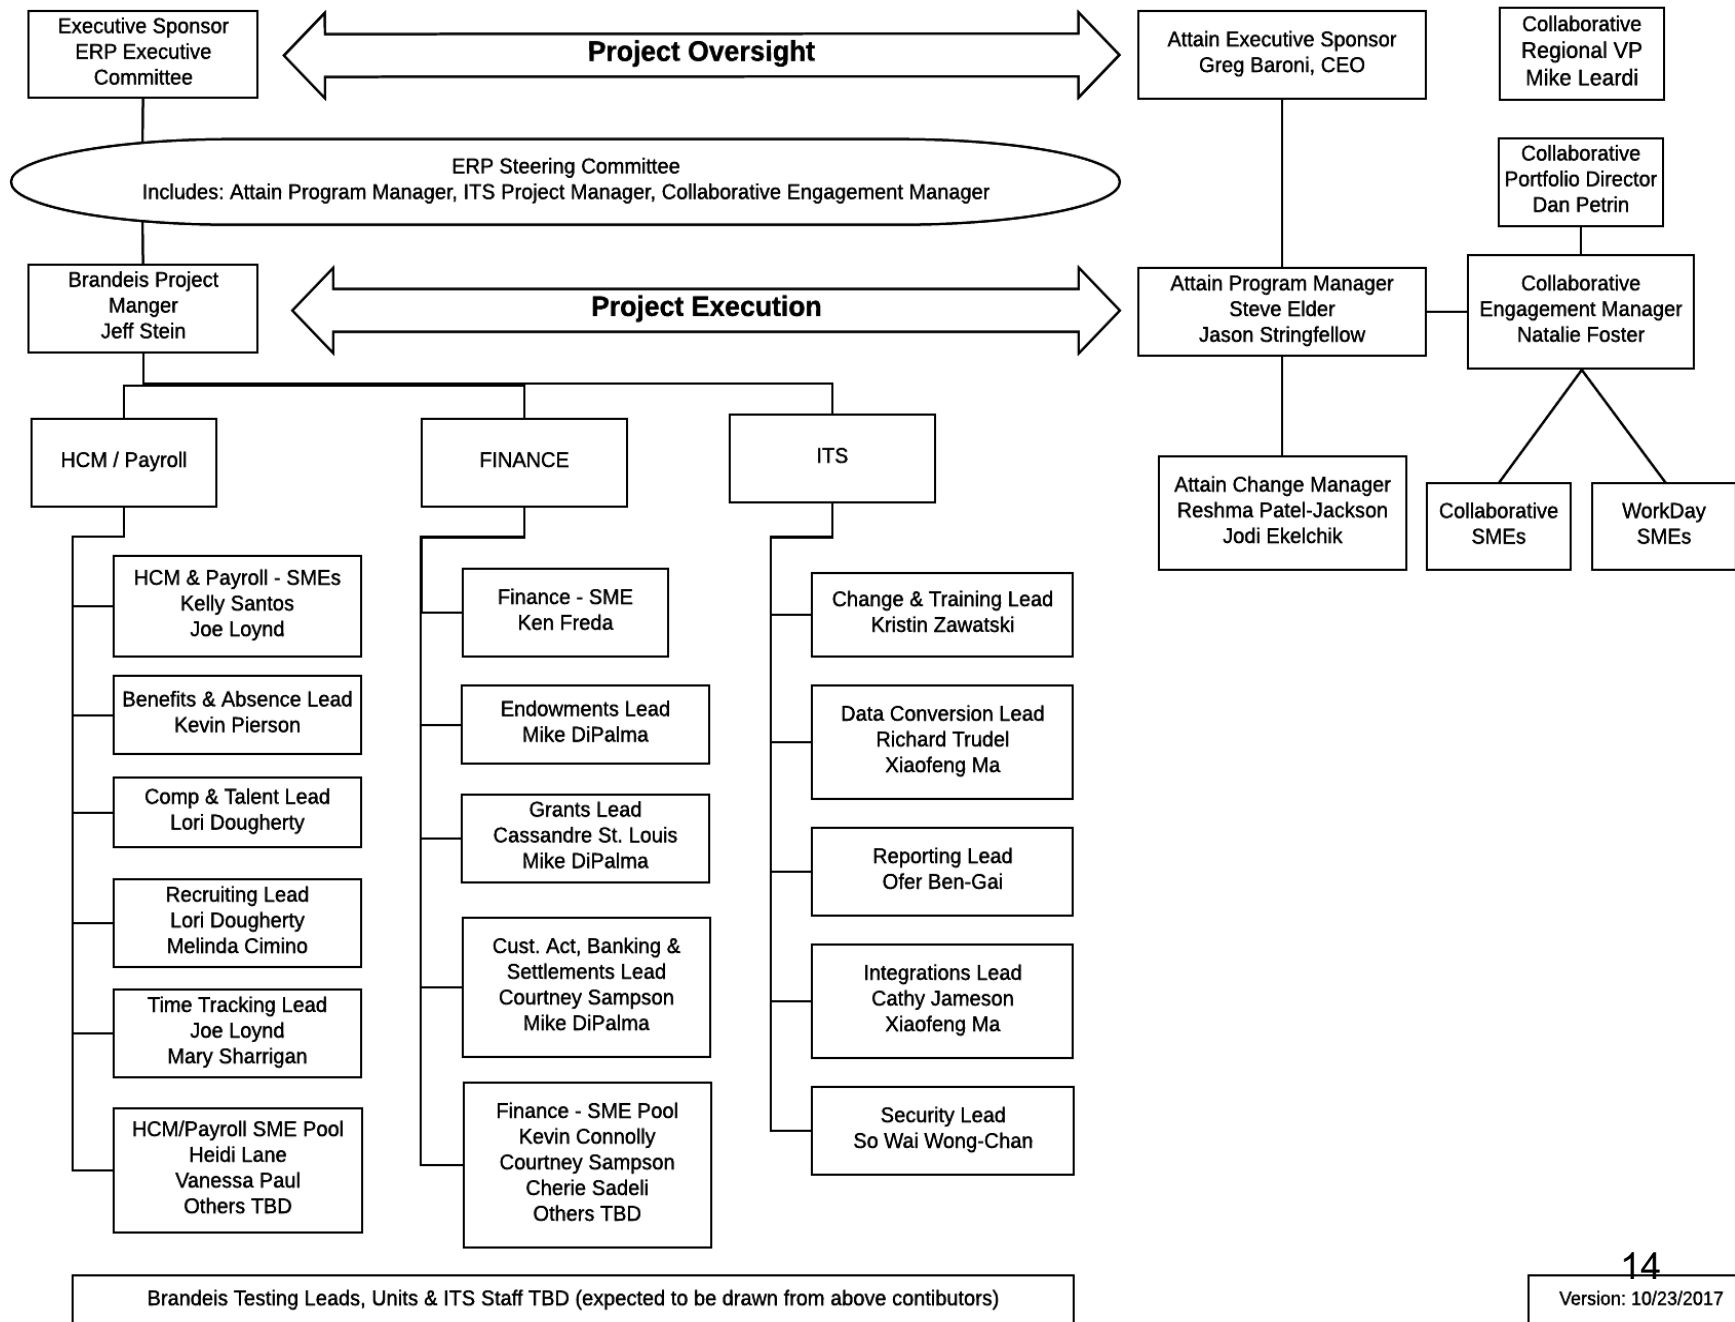 Executive Sponsor
ERP Executive
Committee
Project Oversight
Attain Executive Sponsor
Greg Baroni, CEO
Collaborative
Regional VP
Mike Leardi
ERP Steering Committee
Includes: Attain Program Manager, ITS Project Manager, Collaborative Engagement Manager
Collaborative
Portfolio Director
Dan Petrin
Brandeis Project
Manger
Jeff Stein
Project Execution
Attain Program Manager
Steve Elder
Jason Stringfellow
Collaborative
Engagement Manager
Natalie Foster
HCM / Payroll
FINANCE
ITS
Attain Change Manager
Reshma Patel-Jackson
Jodi Ekelchik
Collaborative
SMEs
WorkDay
SMEs
HCM & Payroll - SMEs
Kelly Santos
Joe Loynd
Benefits & Absence Lead
Kevin Pierson
Comp & Talent Lead
Lori Dougherty
Recruiting Lead
Lori Dougherty
Melinda Cimino
Time Tracking Lead
Joe Loynd
Mary Sharrigan
HCM/Payroll SME Pool
Heidi Lane
Vanessa Paul
Others TBD
Finance - SME
Ken Freda
Endowments Lead
Mike DiPalma
Grants Lead
Cassandre St. Louis
Mike DiPalma
Cust. Act, Banking &
Settlements Lead
Courtney Sampson
Mike DiPalma
Finance - SME Pool
Kevin Connolly
Courtney Sampson
Cherie Sadeli
Others TBD
Change & Training Lead
Kristin Zawatski
Data Conversion Lead
Richard Trudel
Xiaofeng Ma
Reporting Lead
Ofer Ben-Gai
Integrations Lead
Cathy Jameson
Xiaofeng Ma
Security Lead
So Wai Wong-Chan
Brandeis Testing Leads, Units & ITS Staff TBD (expected to be drawn from above contibutors)
14
Version: 10/23/2017